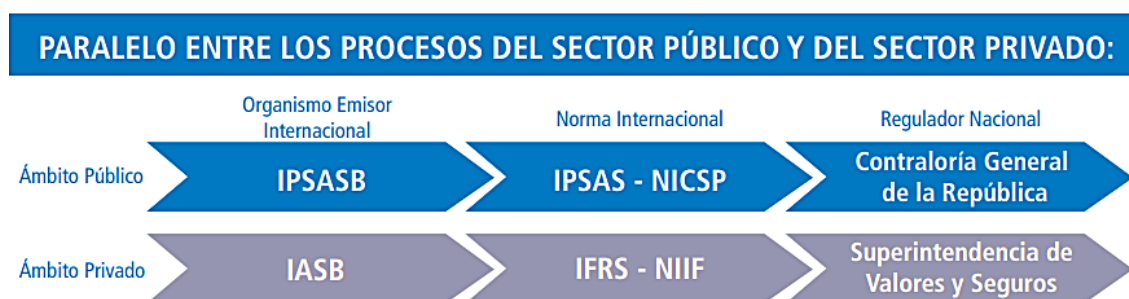 PARALELO ENTRE LOS PROCESOS DEL SECTOR PÚBLICO Y DEL SECTOR PRIVADO:
Organismo Emisor
Internacional
Norma Internacional
Regulador Nacional
Ámbito Público
IPSASB
IPSAS - NICSP
Contraloría General
de la República
Ámbito Privado
IASB
IFRS - NIIF
Superintendencia de
Valores y Seguros